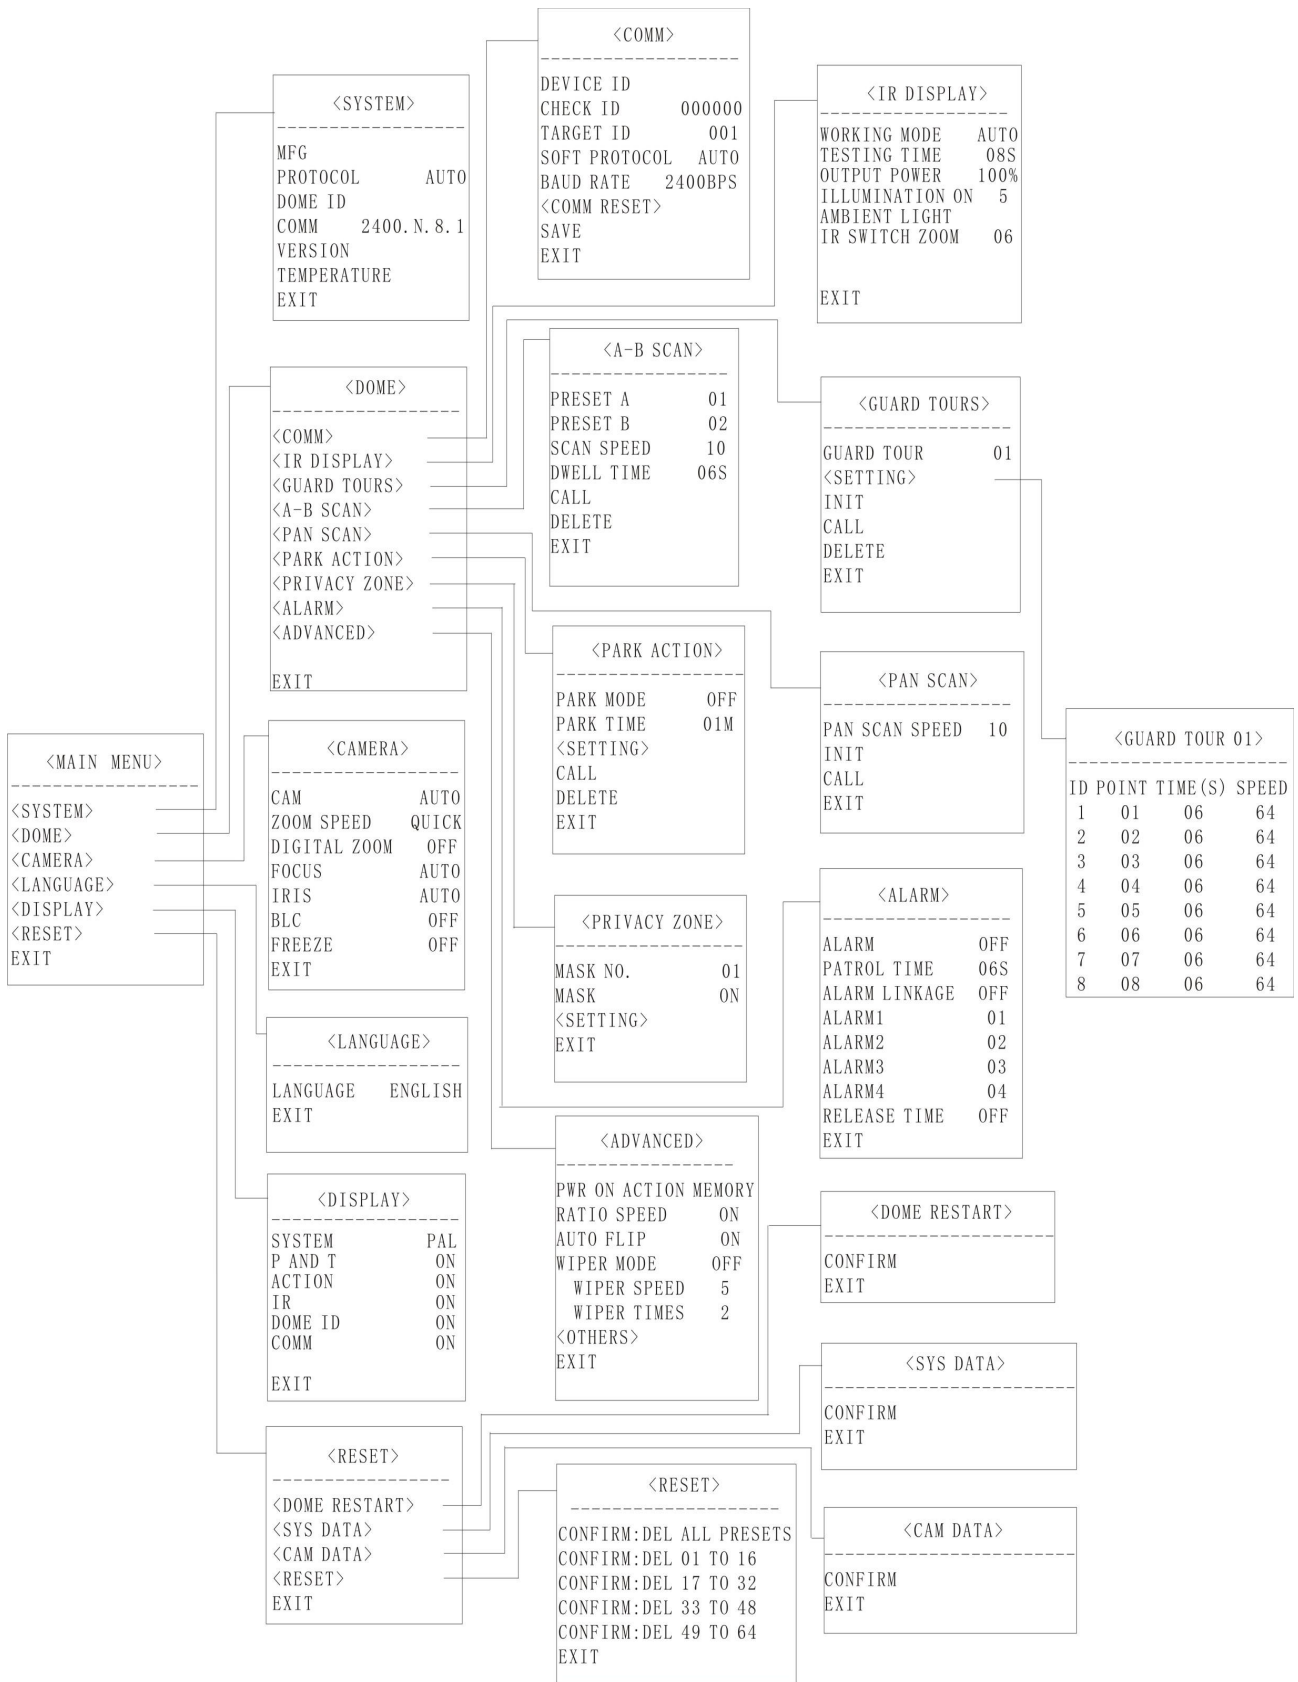 <MAIN MENU>
<SYSTEM>
<DOME>
<CAMERA>
<LANGUAGE>
<DISPLAY>
<RESET>
EXIT
<SYSTEM>
MFG
PROTOCOL AUTO
DOME ID
COMM 2400.N.8.1
VERSION
TEMPERATURE
EXIT
<DOME>
<COMM>
<IR DISPLAY>
<GUARD TOURS>
<A-B SCAN>
<PAN SCAN>
<PARK ACTION>
<PRIVACY ZONE>
<ALARM>
<ADVANCED>
EXIT
<CAMERA>
CAM AUTO
ZOOM SPEED QUICK
DIGITAL ZOOM OFF
FOCUS AUTO
IRIS AUTO
BLC OFF
FREEZE OFF
EXIT
<LANGUAGE>
LANGUAGE ENGLISH
EXIT
<DISPLAY>
SYSTEM PAL
P AND T ON
ACTION ON
IR ON
DOME ID ON
COMM ON
EXIT
<RESET>
<DOME RESTART>
<SYS DATA>
<CAM DATA>
<RESET>
EXIT
<COMM>
DEVICE ID
CHECK ID 000000
TARGET ID 001
SOFT PROTOCOL AUTO
BAUD RATE 2400BPS
<COMM RESET>
SAVE
EXIT
<A-B SCAN>
PRESET A 01
PRESET B 02
SCAN SPEED 10
DWELL TIME 06S
CALL
DELETE
EXIT
<PARK ACTION>
PARK MODE OFF
PARK TIME 01M
<SETTING>
CALL
DELETE
EXIT
<PRIVACY ZONE>
MASK NO. 01
MASK ON
<SETTING>
EXIT
<ADVANCED>
PWR ON ACTION MEMORY
RATIO SPEED ON
AUTO FLIP ON
WIPER MODE OFF
WIPER SPEED 5
WIPER TIMES 2
<OTHERS>
EXIT
<RESET>
CONFIRM:DEL ALL PRESETS
CONFIRM:DEL 01 TO 16
CONFIRM:DEL 17 TO 32
CONFIRM:DEL 33 TO 48
CONFIRM:DEL 49 TO 64
EXIT
<IR DISPLAY>
WORKING MODE AUTO
TESTING TIME 08S
OUTPUT POWER 100%
ILLUMINATION ON 5
AMBIENT LIGHT
IR SWITCH ZOOM 06
EXIT
<GUARD TOURS>
GUARD TOUR 01
<SETTING>
INIT
CALL
DELETE
EXIT
<PAN SCAN>
PAN SCAN SPEED 10
INIT
CALL
EXIT
<ALARM>
ALARM OFF
PATROL TIME 06S
ALARM LINKAGE OFF
ALARM1 01
ALARM2 02
ALARM3 03
ALARM4 04
RELEASE TIME OFF
EXIT
<DOME RESTART>
CONFIRM
EXIT
<SYS DATA>
CONFIRM
EXIT
<CAM DATA>
CONFIRM
EXIT
<GUARD TOUR 01>
ID POINT TIME(S) SPEED
1 01 06 64
2 02 06 64
3 03 06 64
4 04 06 64
5 05 06 64
6 06 06 64
7 07 06 64
8 08 06 64